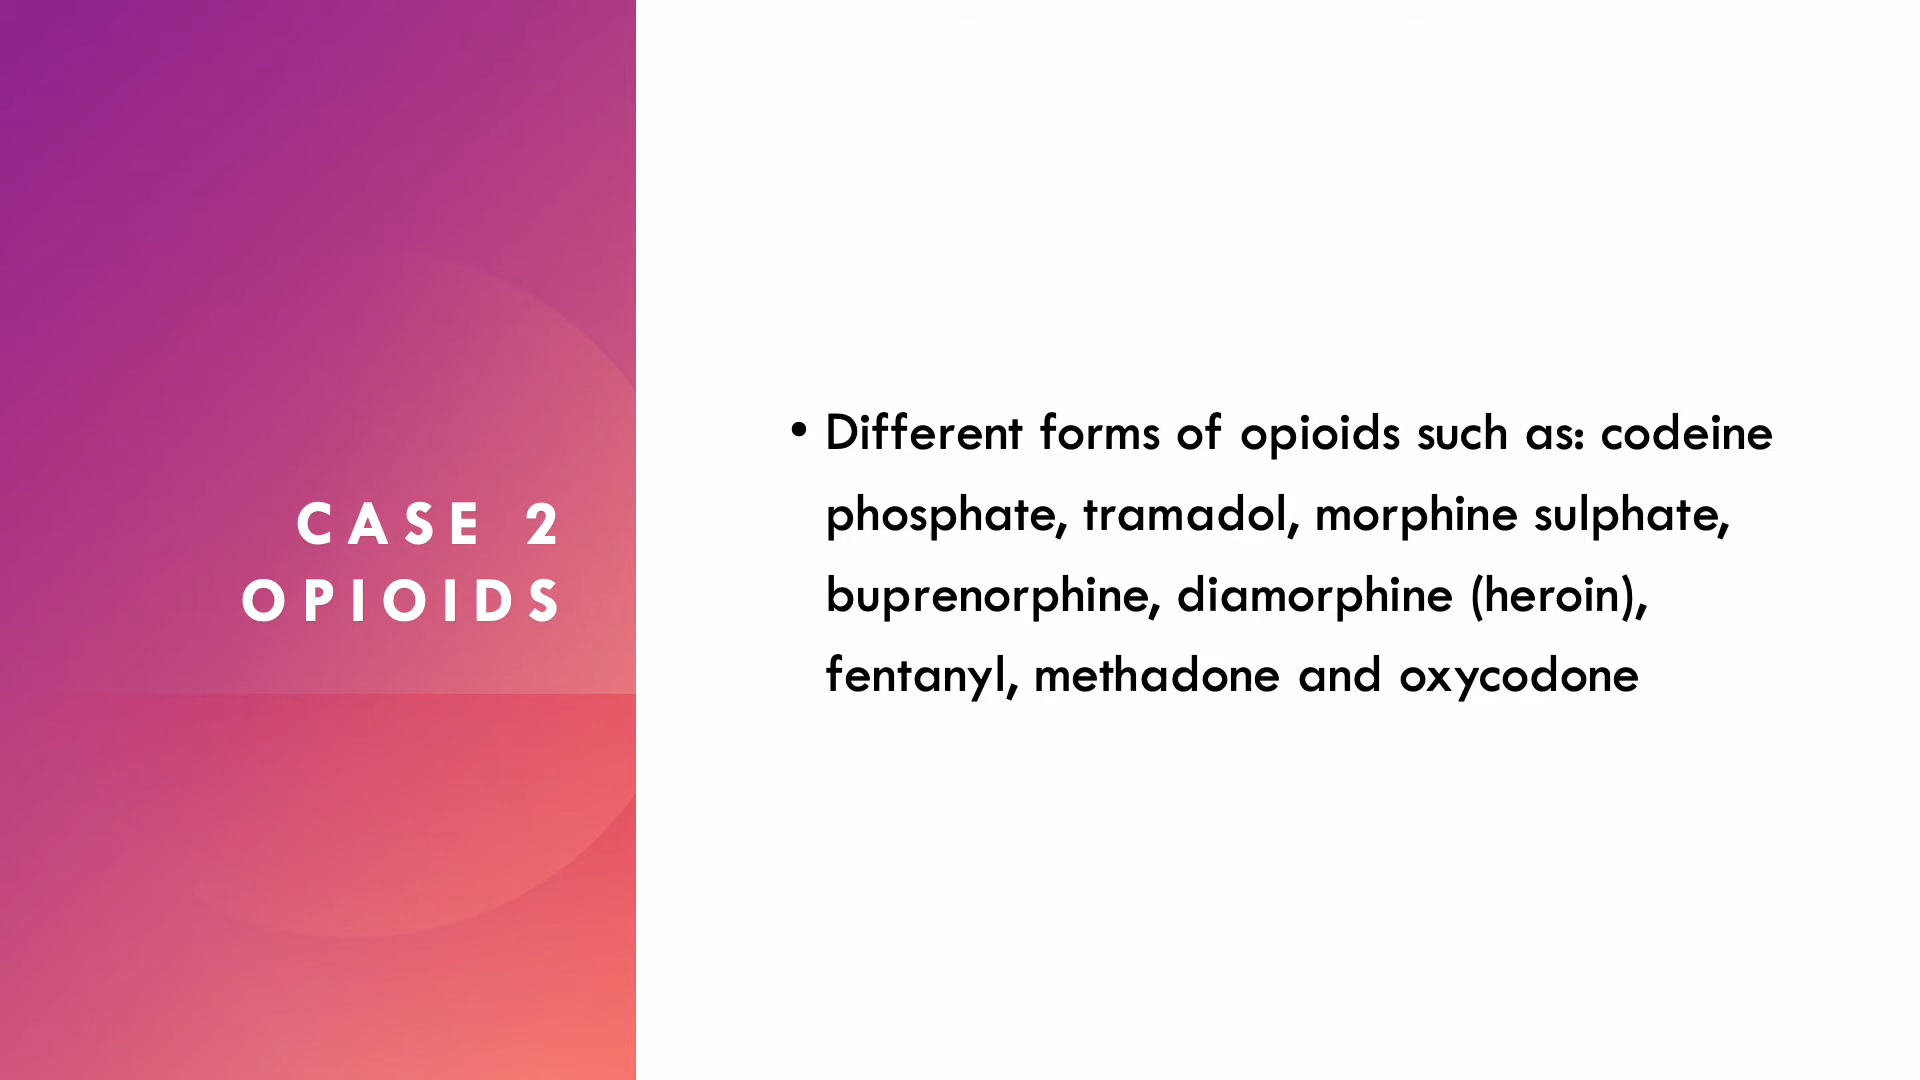 CASE 2
OPIOIDS
• Different forms of opioids such as: codeine
phosphate, tramadol, morphine sulphate,
buprenorphine, diamorphine (heroin),
fentanyl, methadone and oxycodone